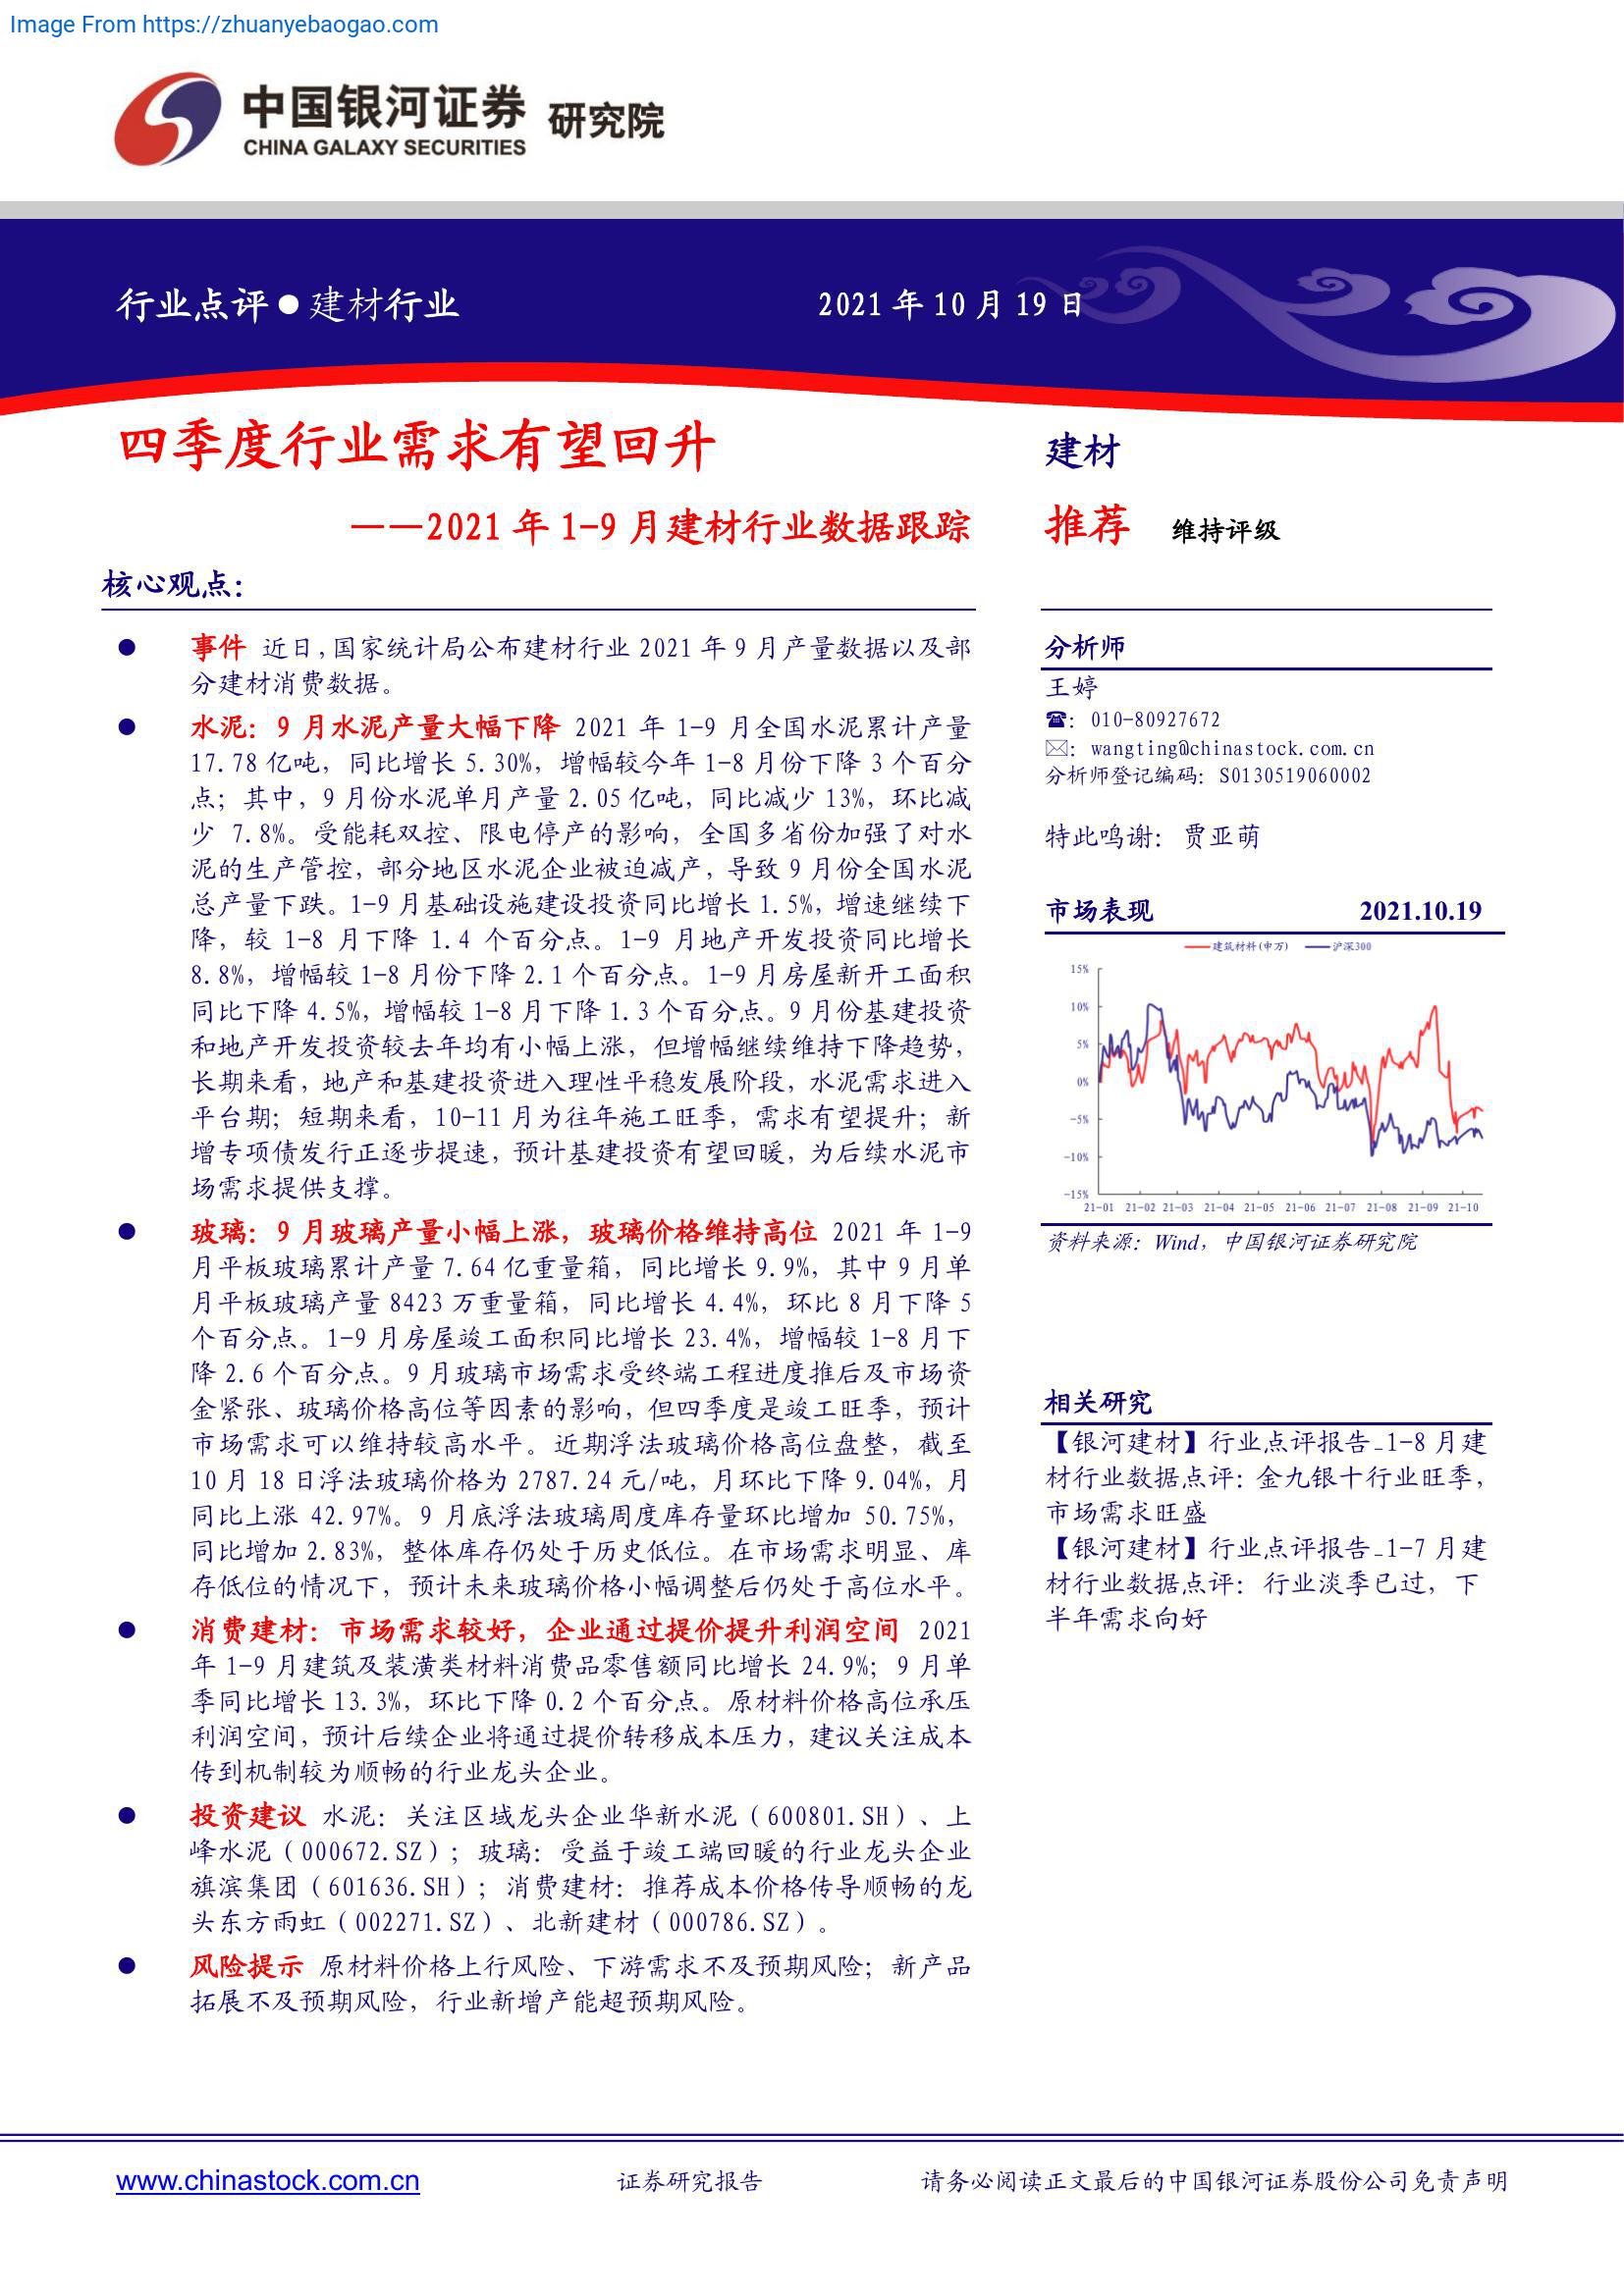 Image From https://zhuanyebaogao.com
中国银河证券 研究院
CHINA GALAXY SECURITIES
行业点评●建材行业
2021 年 10 月 19 日
四季度行业需求有望回升
——2021 年 1-9 月建材行业数据跟踪
核心观点：
● 事件 近日，国家统计局公布建材行业 2021 年 9 月产量数据以及部
分建材消费数据。
● 水泥：9 月水泥产量大幅下降 2021 年 1-9 月全国水泥累计产量
17.78 亿吨，同比增长 5.30%，增幅较今年 1-8 月份下降 3 个百分
点；其中，9 月份水泥单月产量 2.05 亿吨，同比减少 13%，环比减
少 7.8%。受能耗双控、限电停产的影响，全国多省份加强了对水
泥的生产管控，部分地区水泥企业被迫减产，导致 9 月份全国水泥
总产量下跌。1-9 月基础设施建设投资同比增长 1.5%，增速继续下
降，较 1-8 月下降 1.4 个百分点。1-9 月地产开发投资同比增长
8.8%，增幅较 1-8 月份下降 2.1 个百分点。1-9 月房屋新开工面积
同比下降 4.5%，增幅较 1-8 月下降 1.3 个百分点。9 月份基建投资
和地产开发投资较去年均有小幅上涨，但增幅继续维持下降趋势，
长期来看，地产和基建投资进入理性平稳发展阶段，水泥需求进入
平台期；短期来看，10-11 月为往年施工旺季，需求有望提升；新
增专项债发行正逐步提速，预计基建投资有望回暖，为后续水泥市
场需求提供支撑。
● 玻璃：9 月玻璃产量小幅上涨，玻璃价格维持高位 2021 年 1-9
月平板玻璃累计产量 7.64 亿重量箱，同比增长 9.9%，其中 9 月单
月平板玻璃产量 8423 万重量箱，同比增长 4.4%，环比 8 月下降 5
个百分点。1-9 月房屋竣工面积同比增长 23.4%，增幅较 1-8 月下
降 2.6 个百分点。9 月玻璃市场需求受终端工程进度推后及市场资
金紧张、玻璃价格高位等因素的影响，但四季度是竣工旺季，预计
市场需求可以维持较高水平。近期浮法玻璃价格高位盘整，截至
10 月 18 日浮法玻璃价格为 2787.24 元/吨，月环比下降 9.04%，月
同比上涨 42.97%。9 月底浮法玻璃周度库存量环比增加 50.75%，
同比增加 2.83%，整体库存仍处于历史低位。在市场需求明显、库
存低位的情况下，预计未来玻璃价格小幅调整后仍处于高位水平。
● 消费建材：市场需求较好，企业通过提价提升利润空间 2021
年 1-9 月建筑及装潢类材料消费品零售额同比增长 24.9%；9 月单
季同比增长 13.3%，环比下降 0.2 个百分点。原材料价格高位承压
利润空间，预计后续企业将通过提价转移成本压力，建议关注成本
传到机制较为顺畅的行业龙头企业。
● 投资建议 水泥：关注区域龙头企业华新水泥（600801.SH）、上
峰水泥（000672.SZ）；玻璃：受益于竣工端回暖的行业龙头企业
旗滨集团（601636.SH）；消费建材：推荐成本价格传导顺畅的龙
头东方雨虹（002271.SZ）、北新建材（000786.SZ）。
● 风险提示 原材料价格上行风险、下游需求不及预期风险；新产品
拓展不及预期风险，行业新增产能超预期风险。
建材
推荐 维持评级
分析师
王婷
☎：010-80927672
✉：wangting@chinastock.com.cn
分析师登记编码：S0130519060002
特此鸣谢：贾亚萌
市场表现 2021.10.19
建筑材料(申万) 沪深300
15%
10%
5%
0%
-5%
-10%
-15%
21-01 21-02 21-03 21-04 21-05 21-06 21-07 21-08 21-09 21-10
资料来源：Wind，中国银河证券研究院
相关研究
【银河建材】行业点评报告_1-8 月建
材行业数据点评：金九银十行业旺季，
市场需求旺盛
【银河建材】行业点评报告_1-7 月建
材行业数据点评：行业淡季已过，下
半年需求向好
www.chinastock.com.cn
证券研究报告
请务必阅读正文最后的中国银河证券股份公司免责声明